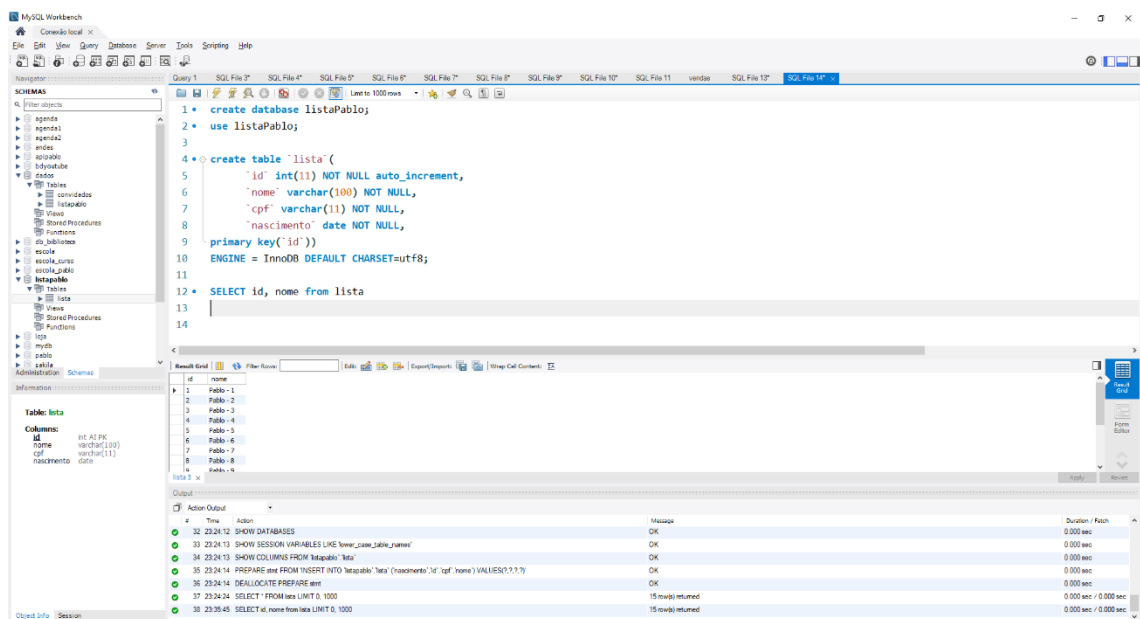 MySQL Workbench
Conexão local ×
File Edit View Query Database Server Tools Scripting Help
Navigator
SCHEMAS
Filter objects
agenda
agenda1
agenda2
andes
apipablo
bdyoutube
dados
Tables
convidados
listapablo
Views
Stored Procedures
Functions
db_biblioteca
escola
escola_curso
escola_pablo
listapablo
Tables
lista
Views
Stored Procedures
Functions
loja
mydb
pablo
sakila
Administration Schemas
Information
Table: lista
Columns:
id int AI PK
nome varchar(100)
cpf varchar(11)
nascimento date
Object Info Session
Query 1 SQL File 3* SQL File 4* SQL File 5* SQL File 6* SQL File 7* SQL File 8* SQL File 9* SQL File 10* SQL File 11 vendas SQL File 13* SQL File 14* ×
Limit to 1000 rows
1 create database listaPablo;
2 use listaPablo;
3
4 create table `lista`(
5 `id` int(11) NOT NULL auto_increment,
6 `nome` varchar(100) NOT NULL,
7 `cpf` varchar(11) NOT NULL,
8 `nascimento` date NOT NULL,
9 primary key(`id`))
10 ENGINE = InnoDB DEFAULT CHARSET=utf8;
11
12 SELECT id, nome from lista
13
14
Result Grid Filter Rows: Edit: Export/Import: Wrap Cell Content:
id nome
1 Pablo - 1
2 Pablo - 2
3 Pablo - 3
4 Pablo - 4
5 Pablo - 5
6 Pablo - 6
7 Pablo - 7
8 Pablo - 8
9 Pablo - 9
Result Grid
Form Editor
lista 3 ×
Apply Revert
Output
Action Output
# Time Action Message Duration / Fetch
32 23:24:12 SHOW DATABASES OK 0.000 sec
33 23:24:13 SHOW SESSION VARIABLES LIKE 'lower_case_table_names' OK 0.000 sec
34 23:24:13 SHOW COLUMNS FROM `listapablo`.`lista` OK 0.000 sec
35 23:24:14 PREPARE stmt FROM 'INSERT INTO `listapablo`.`lista` (`nascimento`,`id`,`cpf`,`nome`) VALUES(?,?,?,?)' OK 0.000 sec
36 23:24:14 DEALLOCATE PREPARE stmt OK 0.000 sec
37 23:24:24 SELECT * FROM lista LIMIT 0, 1000 15 row(s) returned 0.000 sec / 0.000 sec
38 23:35:45 SELECT id, nome from lista LIMIT 0, 1000 15 row(s) returned 0.000 sec / 0.000 sec